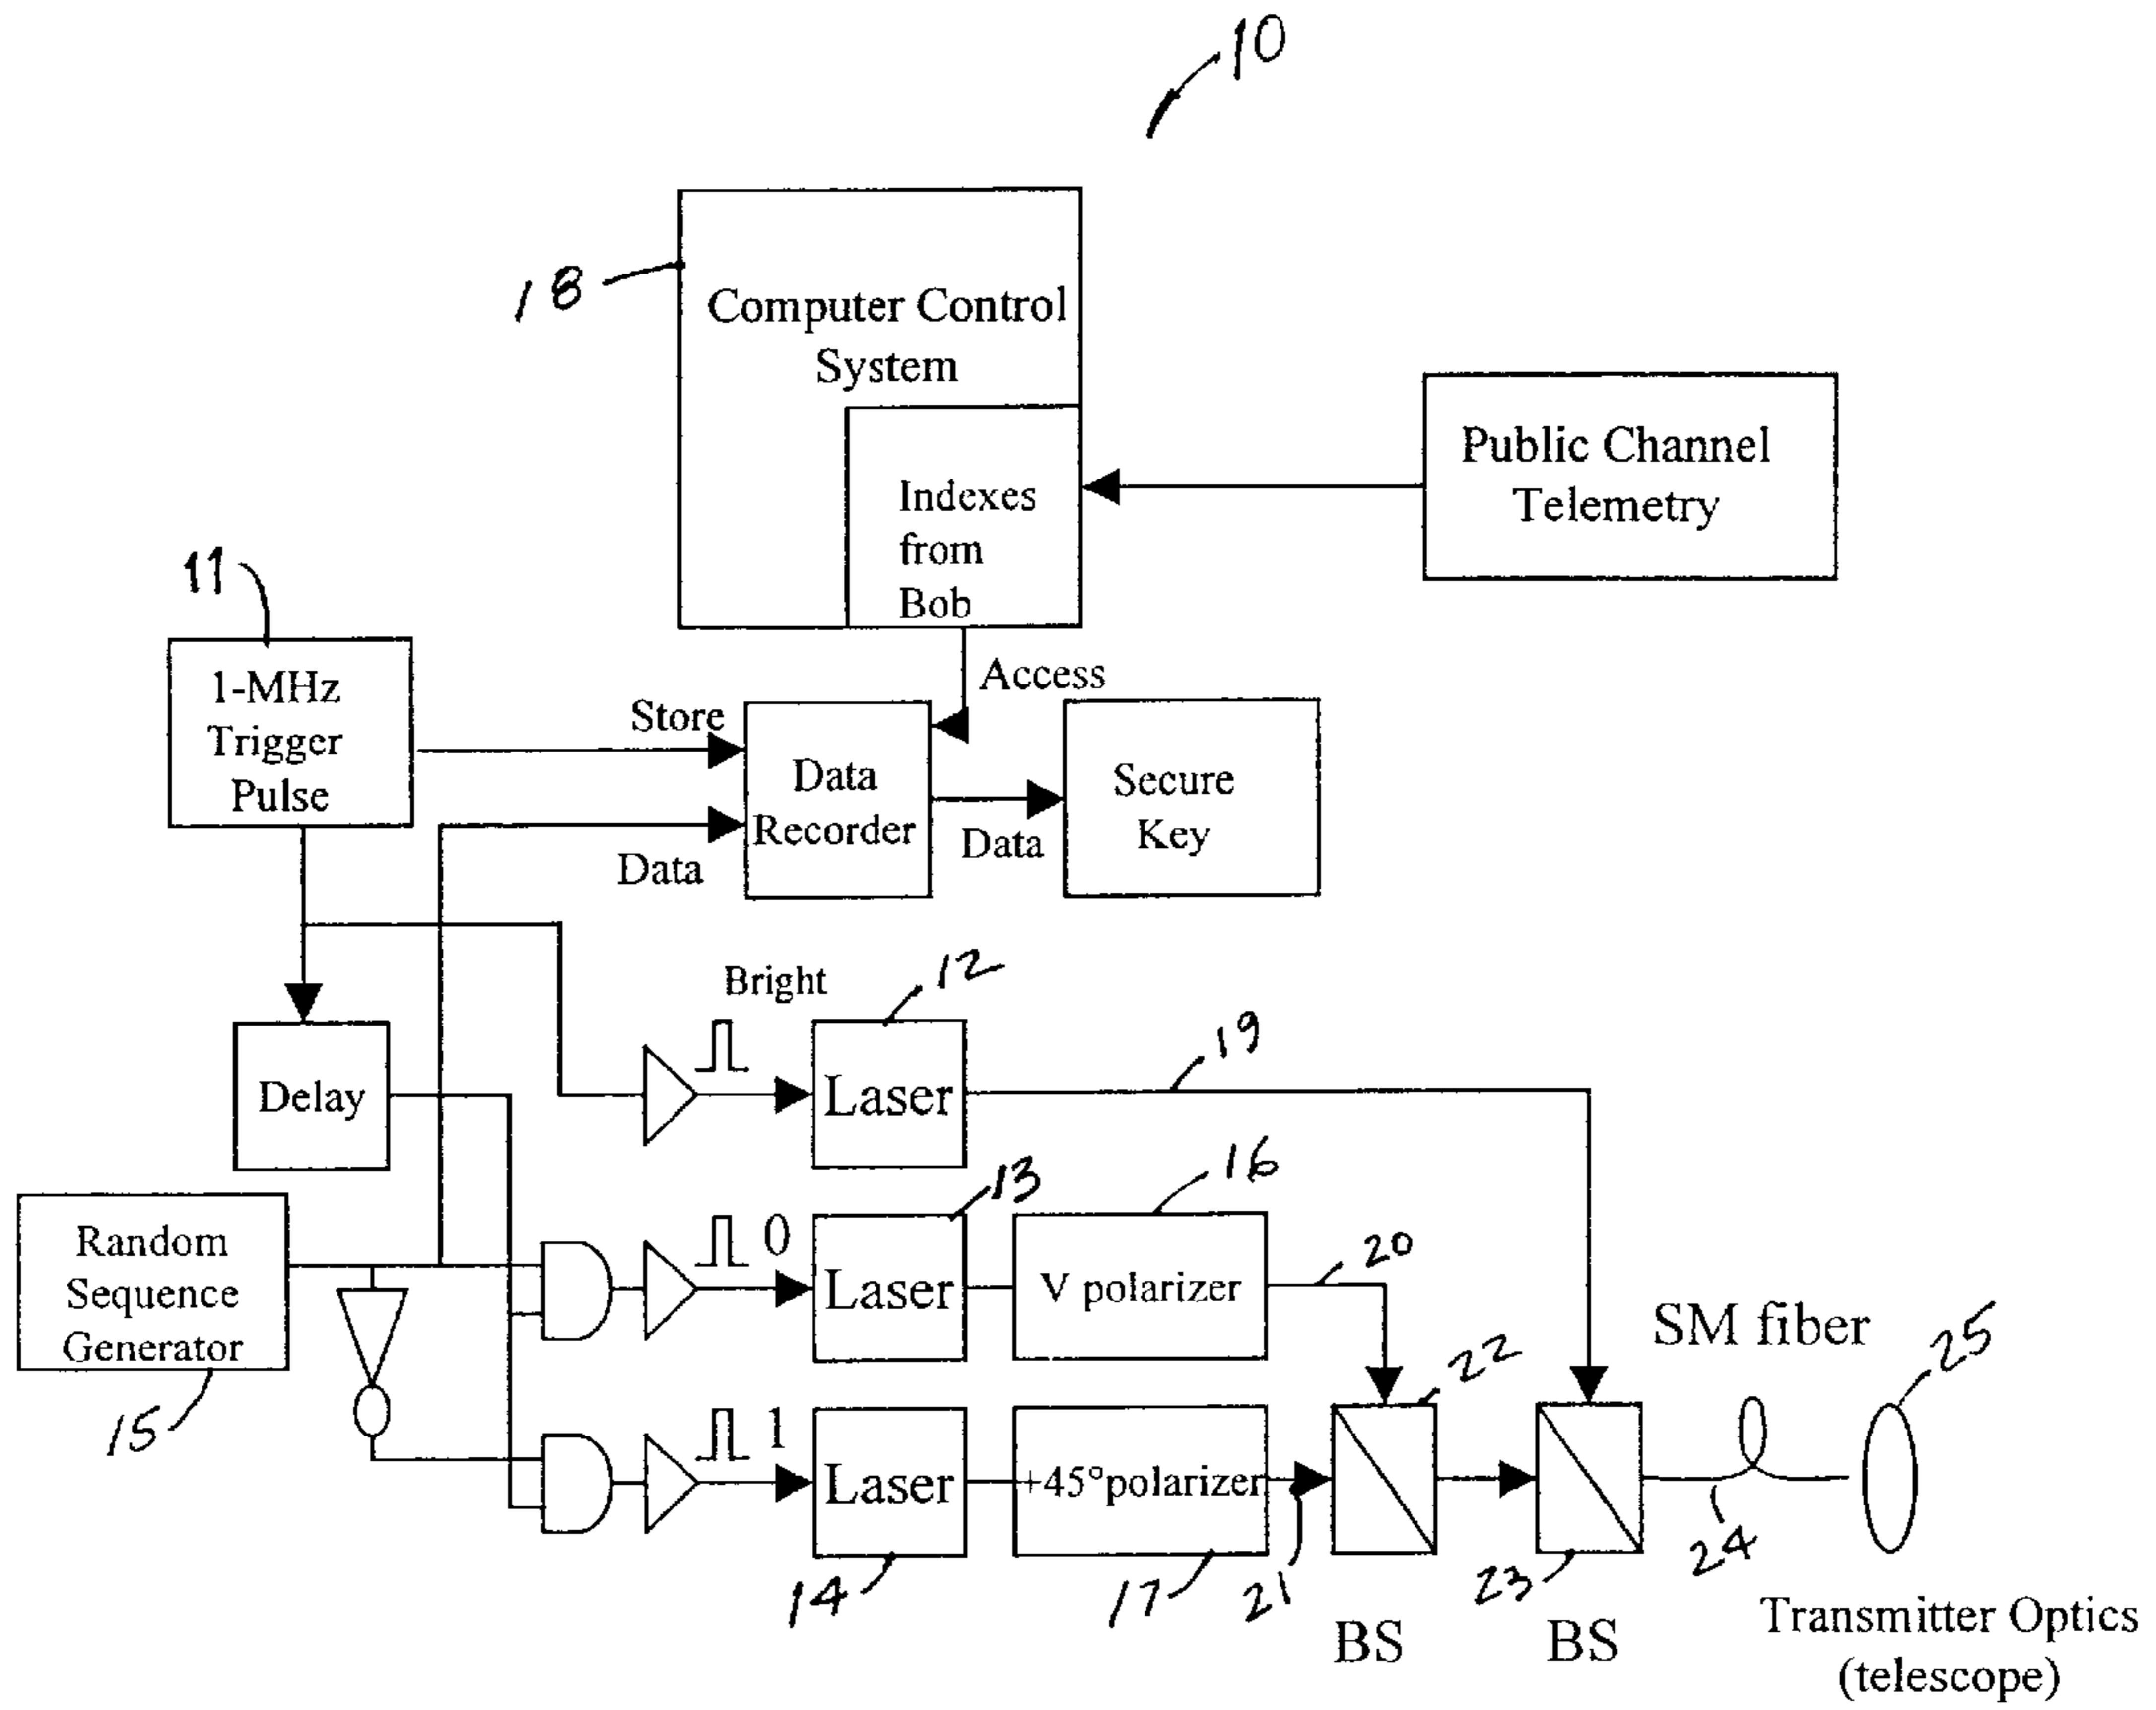 10
18
Computer Control
System
Indexes
from
Bob
Public Channel
Telemetry
11
1-MHz
Trigger
Pulse
Access
Store
Data
Recorder
Secure
Key
Data
Data
Bright
12
Laser
19
Delay
Random
Sequence
Generator
15
0
13
Laser
16
V polarizer
20
1
Laser
14
+45°polarizer
17
21
22
BS
23
BS
SM fiber
24
25
Transmitter Optics
(telescope)